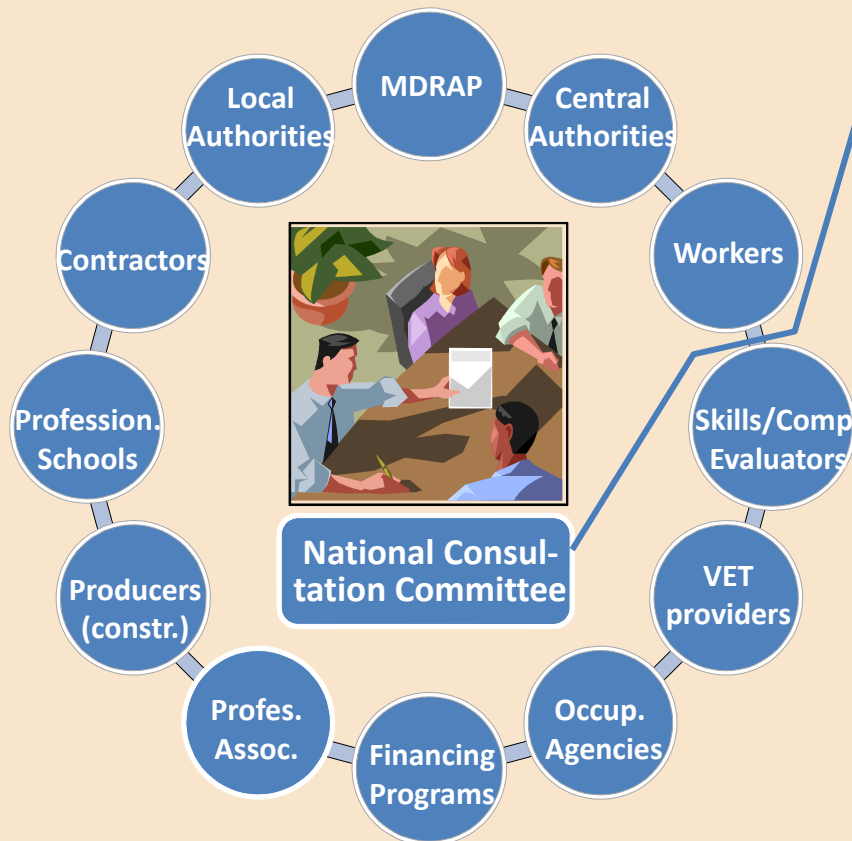 MDRAP
Central
Authorities
Workers
Skills/Comp
Evaluators
VET
providers
Occup.
Agencies
Financing
Programs
Profes.
Assoc.
Producers
(constr.)
Profession.
Schools
Contractors
Local
Authorities
National Consul-
tation Committee